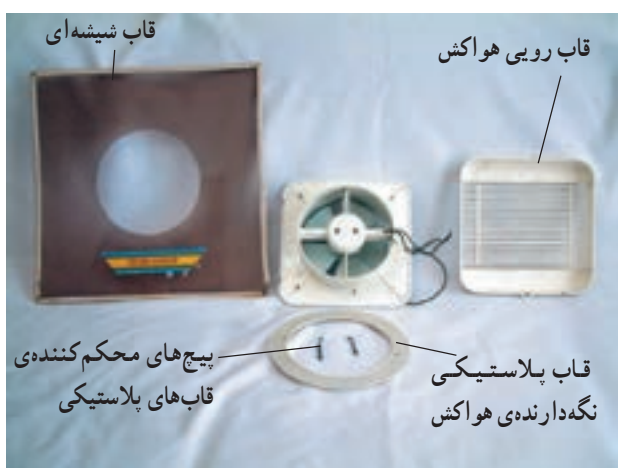 قاب شیشه‌ای
قاب رویی هواکش
پیچ‌های محکم‌کننده‌ی
قاب‌های پلاستیکی
قاب پلاستیکی
نگه‌دارنده‌ی هواکش